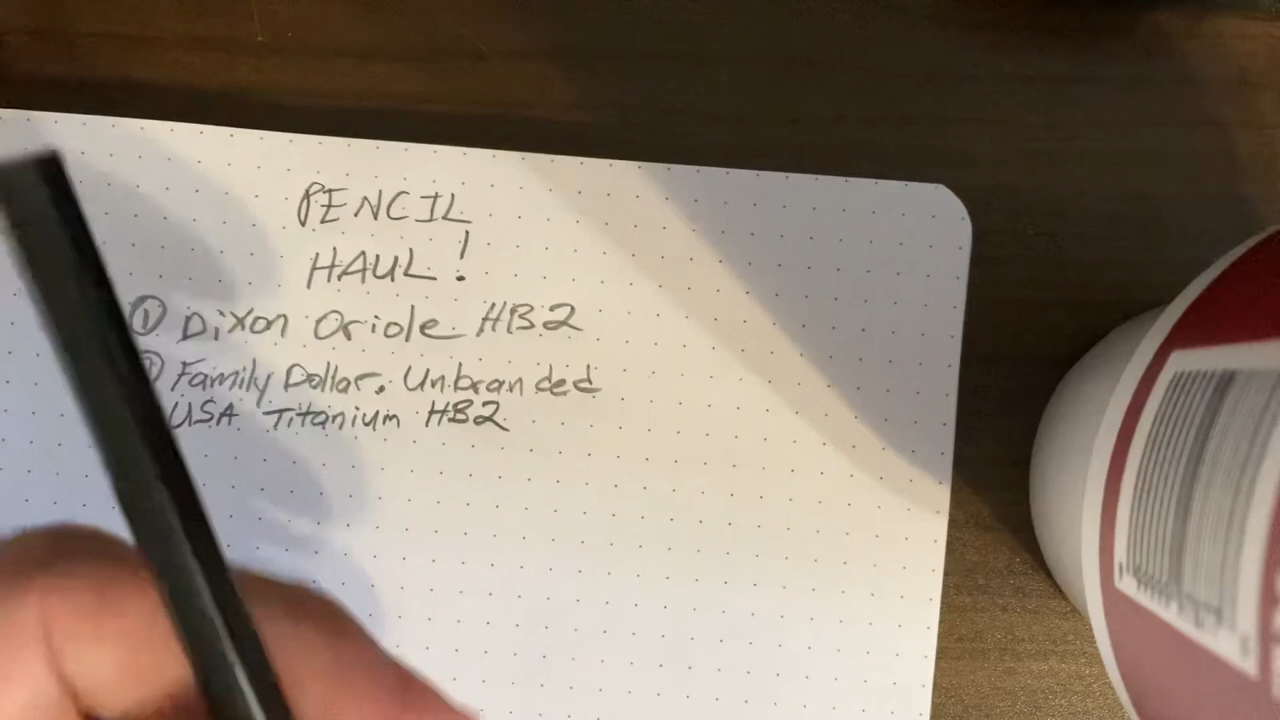 PENCIL
HAUL!
① Dixon Oriole HB2
Family Dollar. Unbranded
USA Titanium HB2